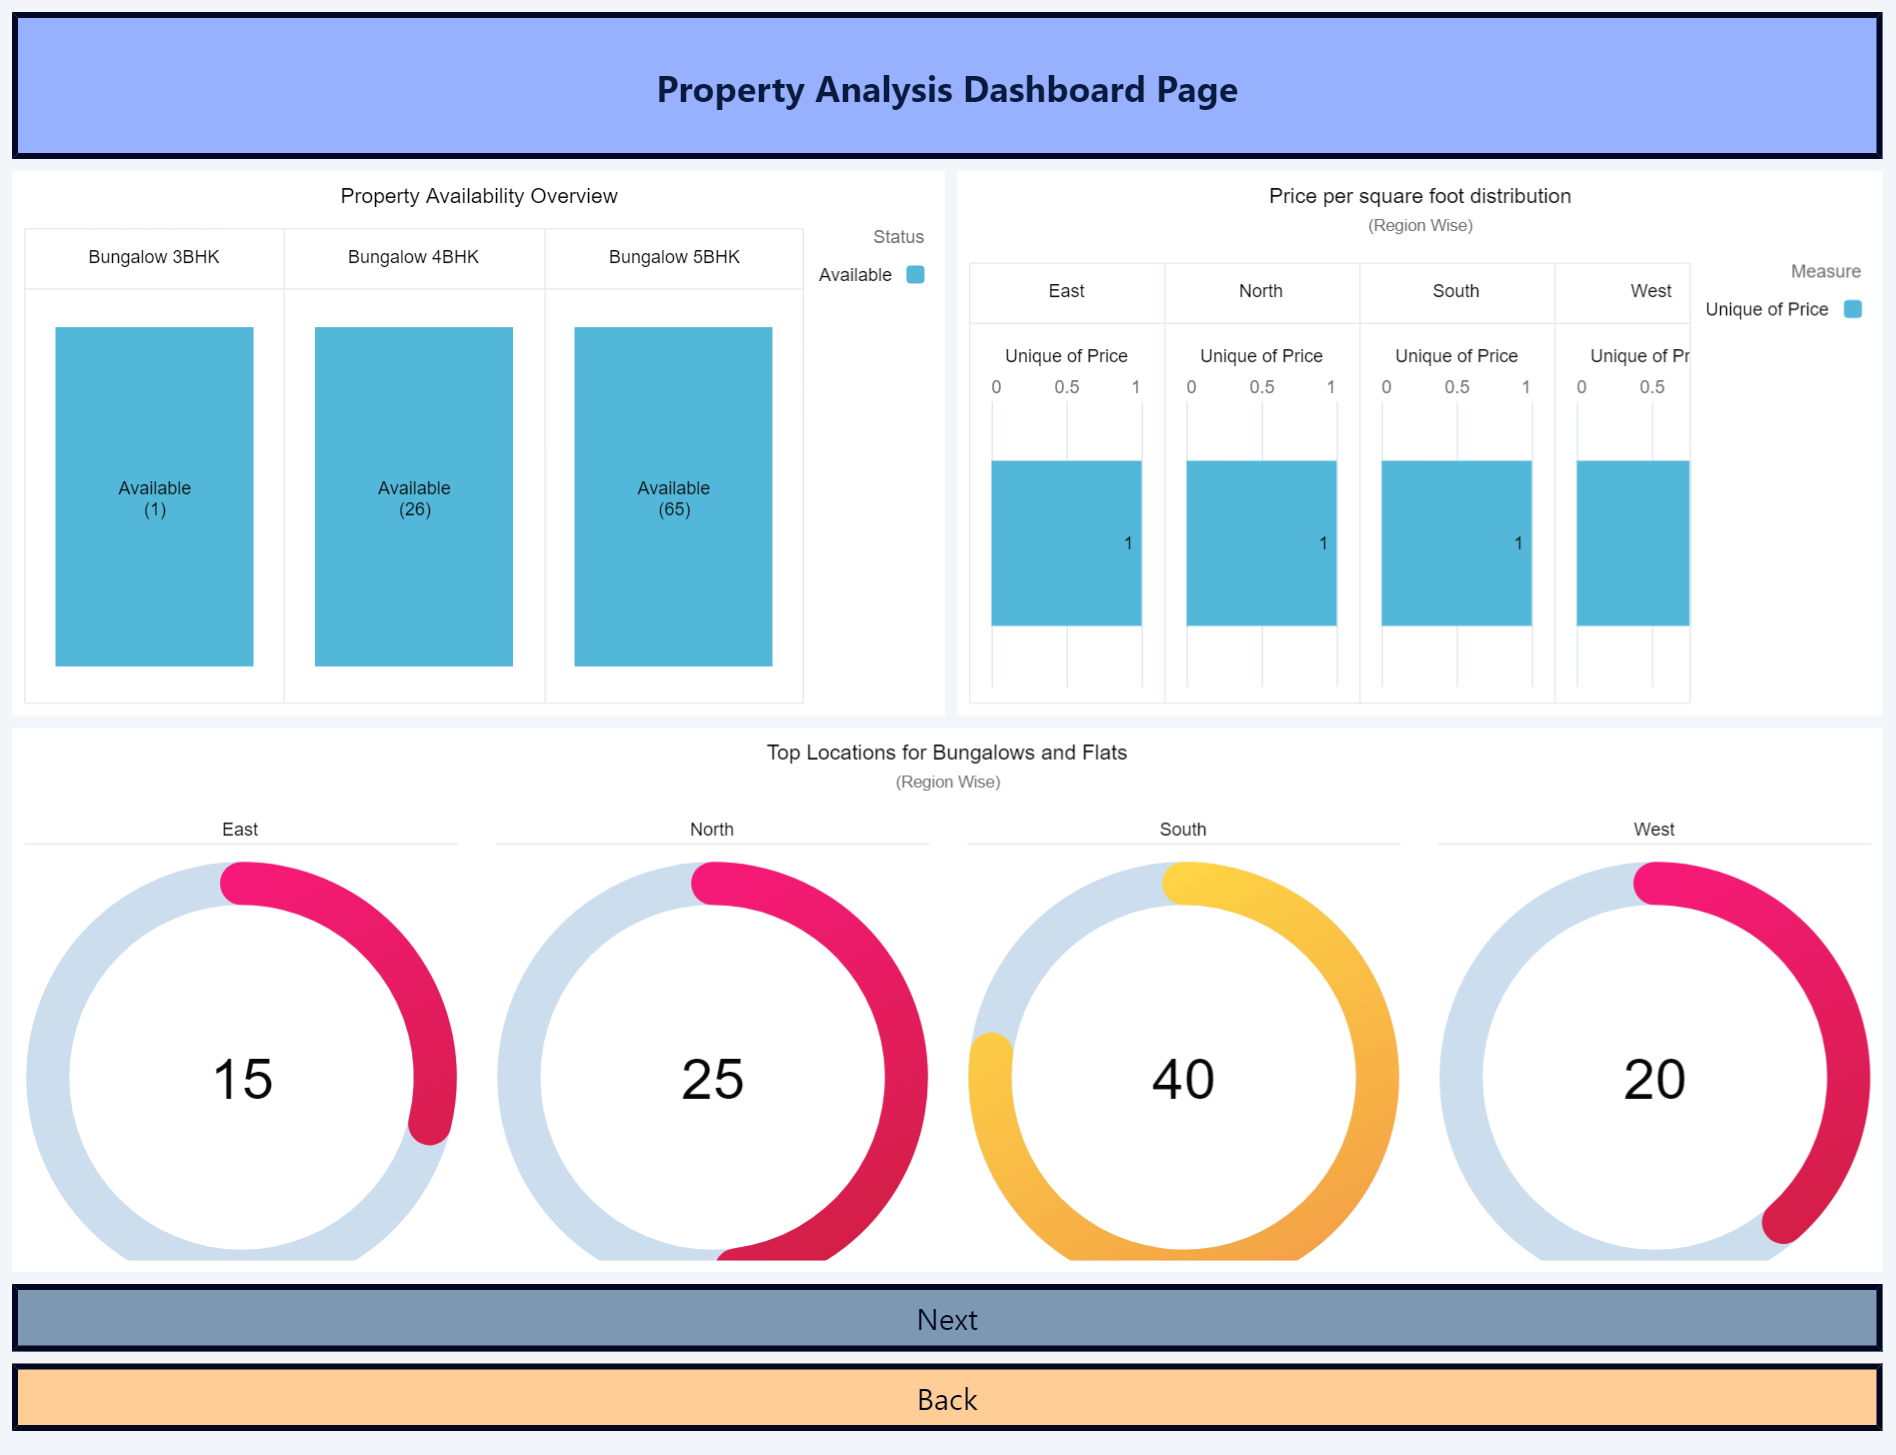 Property Analysis Dashboard Page
Property Availability Overview
Bungalow 3BHK
Bungalow 4BHK
Bungalow 5BHK
Status
Available
Available
(1)
Available
(26)
Available
(65)
Price per square foot distribution
(Region Wise)
East
North
South
West
Measure
Unique of Price
Unique of Price
Unique of Price
Unique of Price
Unique of Pr
0 0.5 1
0 0.5 1
0 0.5 1
0 0.5
1
1
1
Top Locations for Bungalows and Flats
(Region Wise)
East
North
South
West
15
25
40
20
Next
Back